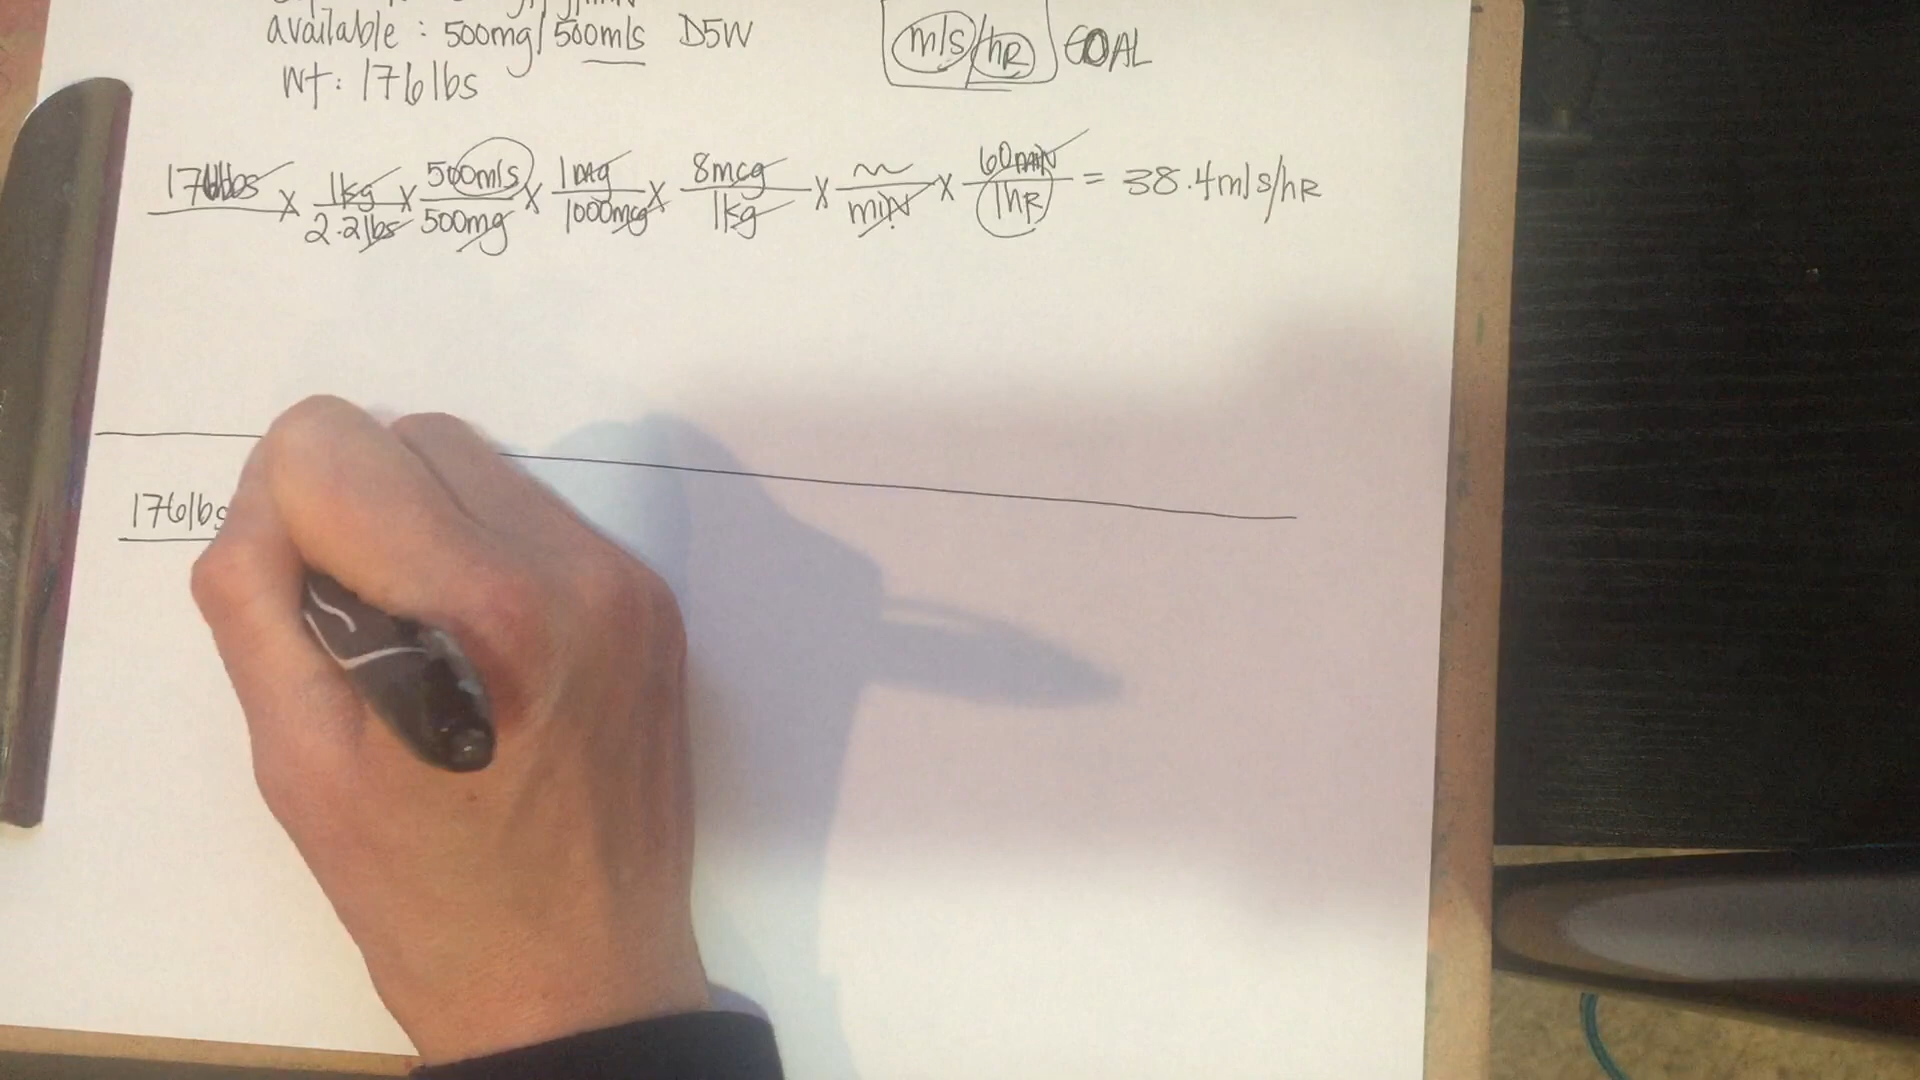 available : 500mg/500mls D5W
mls/hR GOAL
Wt: 176lbs
176lbs x 1kg x 500mls x 1mg x 8mcg x ~ x 60min = 38.4mls/hR
2.2lbs 500mg 1000mcg 1kg min 1hR
176lbs